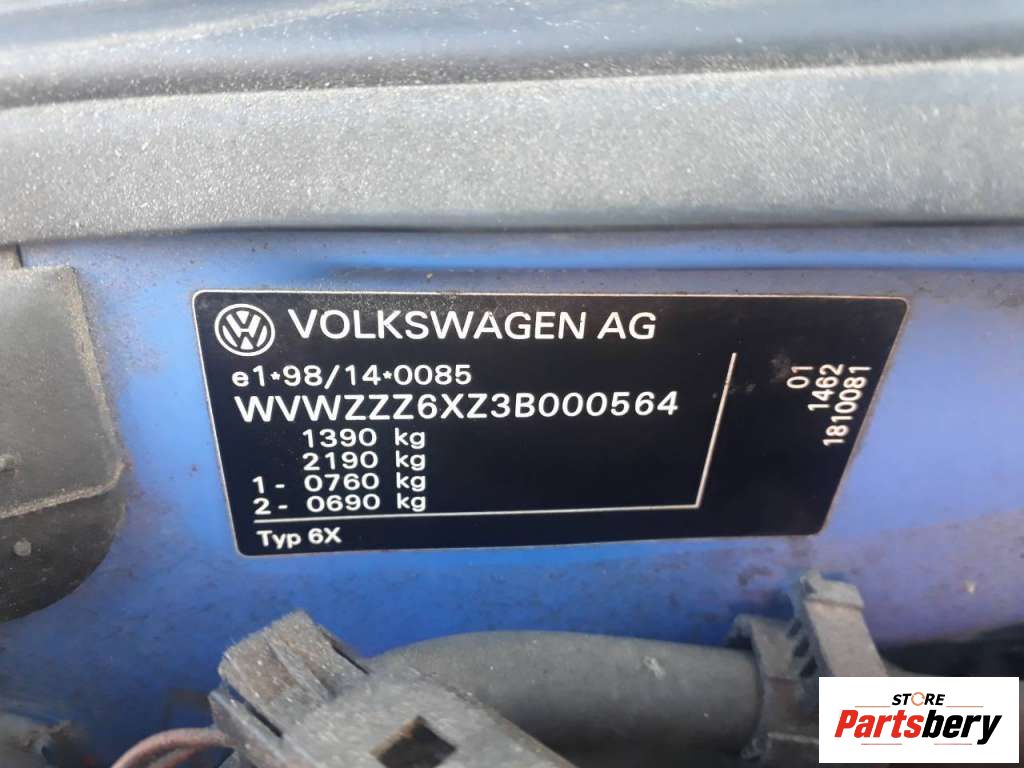 VOLKSWAGEN AG
e1*98/14*0085
WVWZZZ6XZ3B000564
1390 kg
2190 kg
1 - 0760 kg
2 - 0690 kg
Typ 6X
01
1462
1810081
STORE
Partsbery